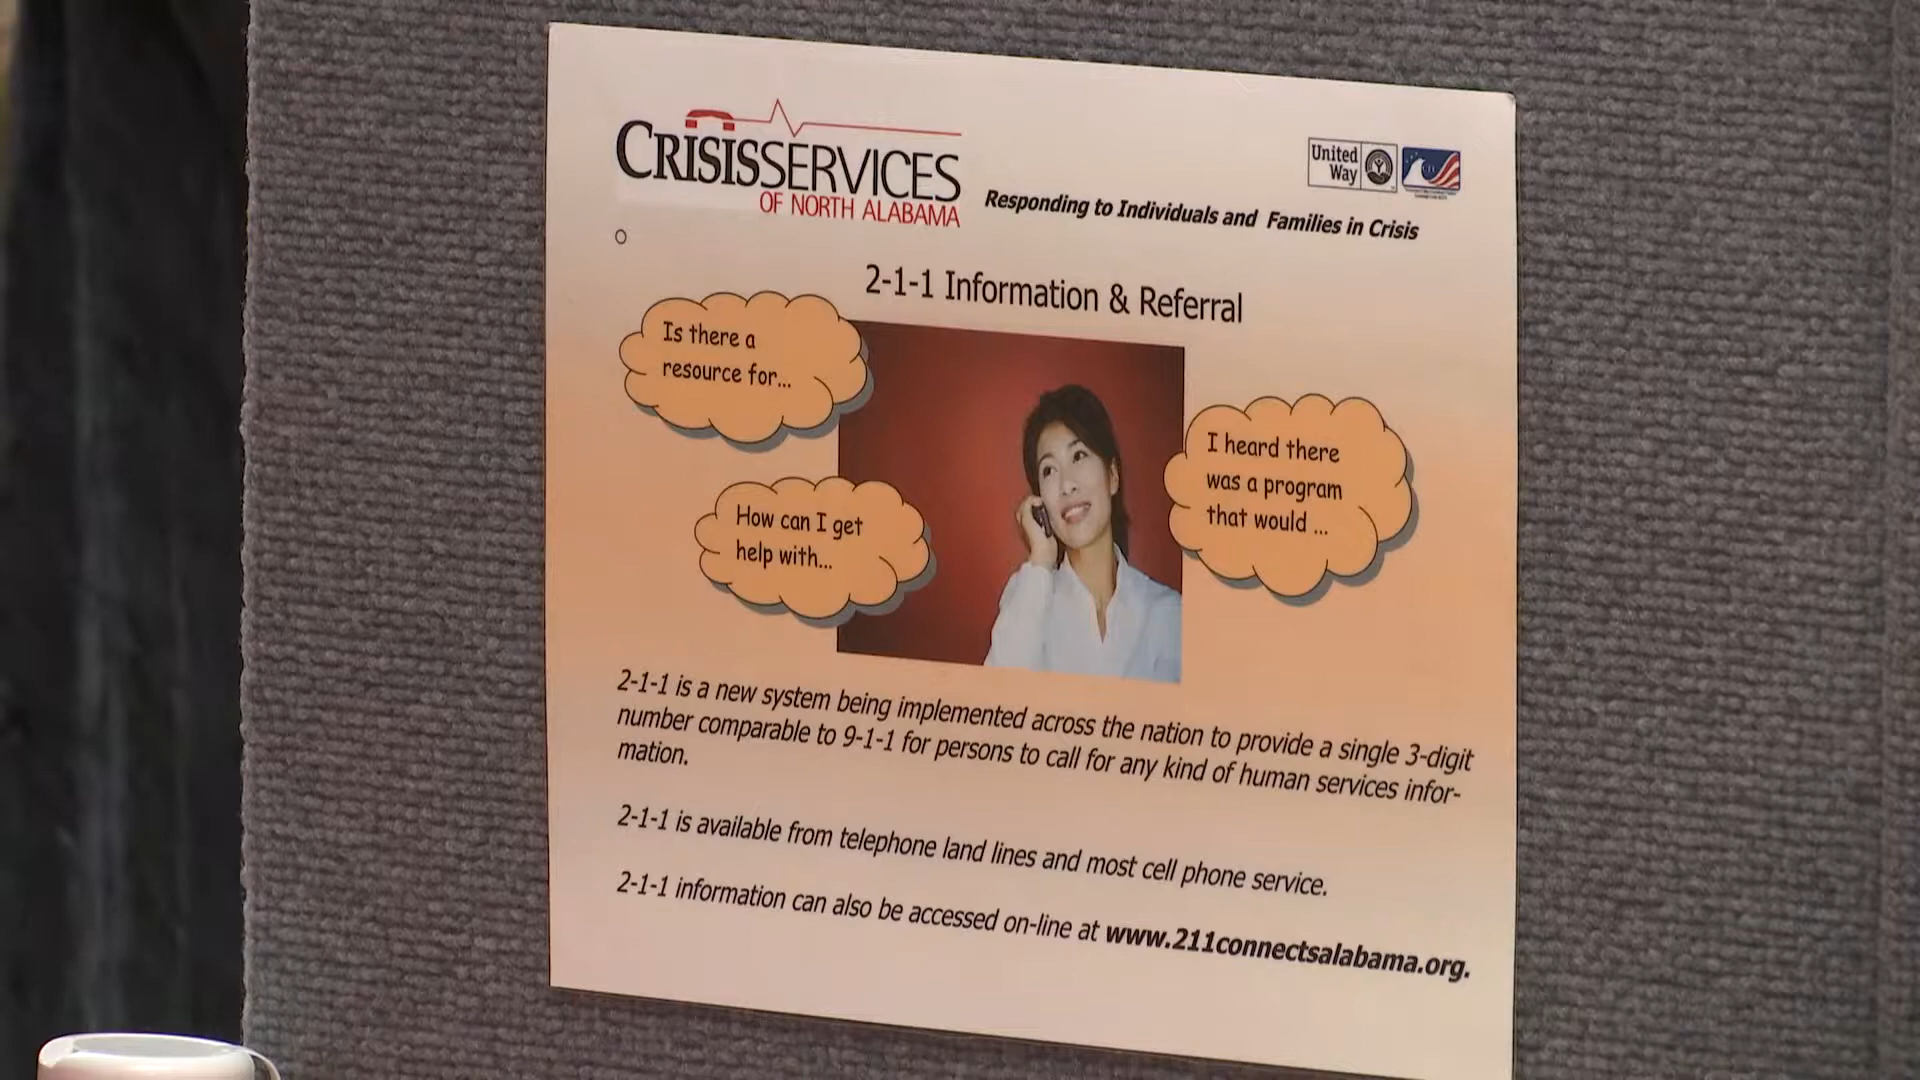 CRISISSERVICES
OF NORTH ALABAMA
Responding to Individuals and Families in Crisis
United
Way
2-1-1 Information & Referral
Is there a
resource for...
How can I get
help with...
I heard there
was a program
that would ...
2-1-1 is a new system being implemented across the nation to provide a single 3-digit
number comparable to 9-1-1 for persons to call for any kind of human services infor-
mation.
2-1-1 is available from telephone land lines and most cell phone service.
2-1-1 information can also be accessed on-line at www.211connectsalabama.org.